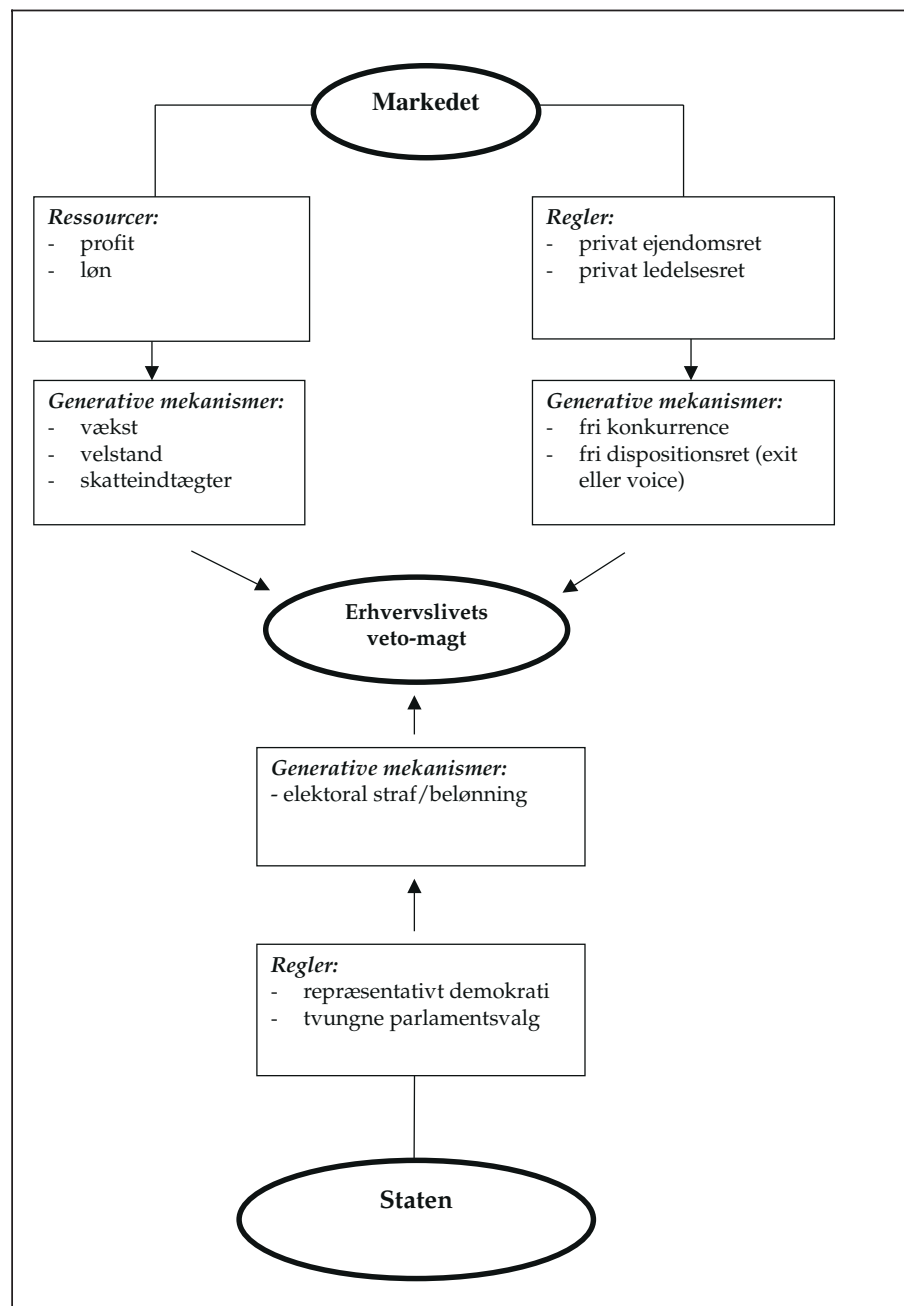 Markedet
Ressourcer:
- profit
- løn
Regler:
- privat ejendomsret
- privat ledelsesret
Generative mekanismer:
- vækst
- velstand
- skatteindtægter
Generative mekanismer:
- fri konkurrence
- fri dispositionsret (exit
eller voice)
Erhvervslivets
veto-magt
Generative mekanismer:
- elektoral straf/belønning
Regler:
- repræsentativt demokrati
- tvungne parlamentsvalg
Staten